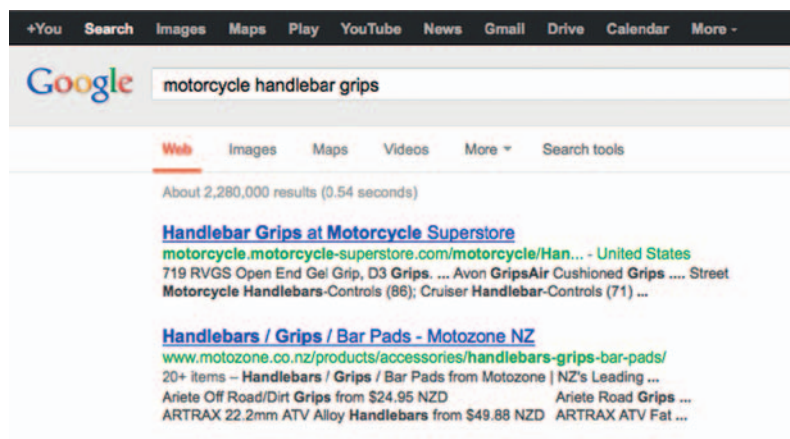 +You Search Images Maps Play YouTube News Gmail Drive Calendar More -
Google motorcycle handlebar grips
Web Images Maps Videos More Search tools
About 2,280,000 results (0.54 seconds)
Handlebar Grips at Motorcycle Superstore
motorcycle.motorcycle-superstore.com/motorcycle/Han... - United States
719 RVGS Open End Gel Grip, D3 Grips. ... Avon GripsAir Cushioned Grips .... Street
Motorcycle Handlebars-Controls (86); Cruiser Handlebar-Controls (71) ...
Handlebars / Grips / Bar Pads - Motozone NZ
www.motozone.co.nz/products/accessories/handlebars-grips-bar-pads/
20+ items – Handlebars / Grips / Bar Pads from Motozone | NZ's Leading ...
Ariete Off Road/Dirt Grips from $24.95 NZD Ariete Road Grips ...
ARTRAX 22.2mm ATV Alloy Handlebars from $49.88 NZD ARTRAX ATV Fat ...